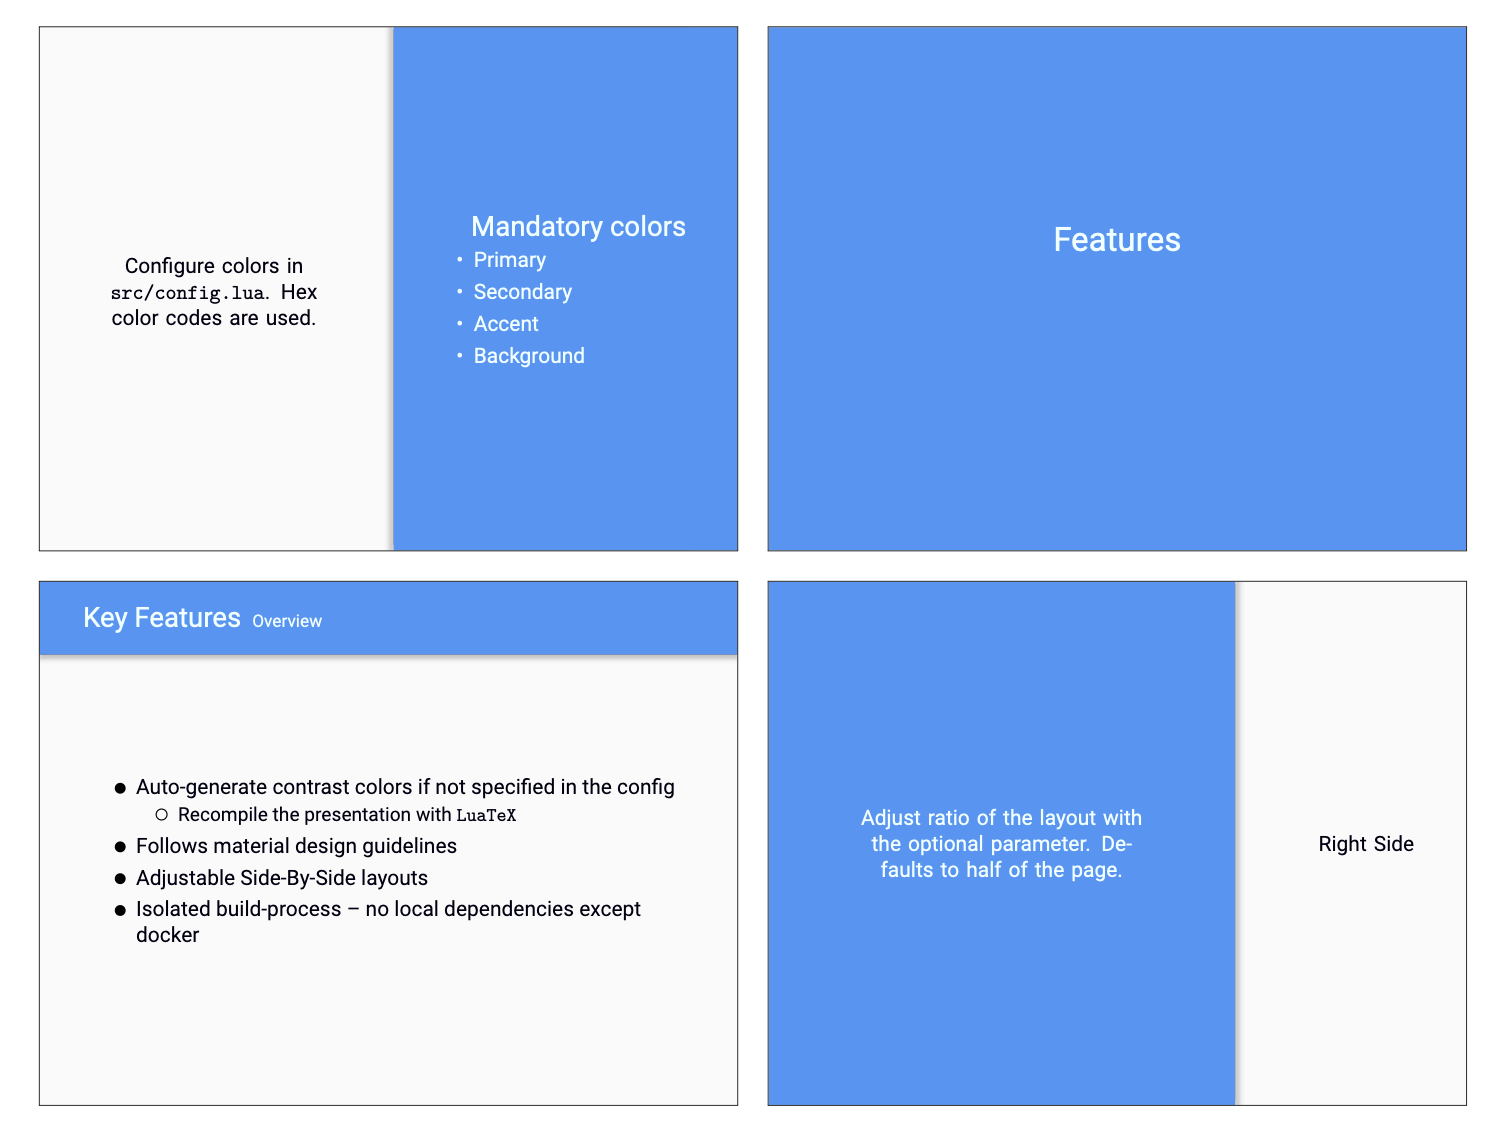 Configure colors in
src/config.lua. Hex
color codes are used.
Mandatory colors
• Primary
• Secondary
• Accent
• Background
Features
Key Features Overview
● Auto-generate contrast colors if not specified in the config
○ Recompile the presentation with LuaTeX
● Follows material design guidelines
● Adjustable Side-By-Side layouts
● Isolated build-process – no local dependencies except
docker
Adjust ratio of the layout with
the optional parameter. De-
faults to half of the page.
Right Side